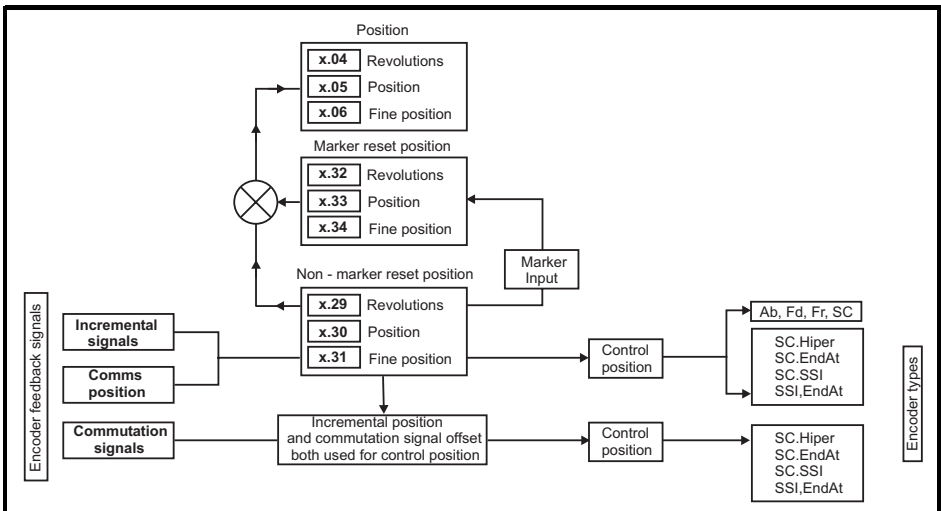 Position
x.04 Revolutions
x.05 Position
x.06 Fine position
Marker reset position
x.32 Revolutions
x.33 Position
x.34 Fine position
Marker
Input
Non - marker reset position
x.29 Revolutions
x.30 Position
x.31 Fine position
Encoder feedback signals
Incremental
signals
Comms
position
Commutation
signals
Incremental position
and commutation signal offset
both used for control position
Control
position
Control
position
Ab, Fd, Fr, SC
SC.Hiper
SC.EndAt
SC.SSI
SSI,EndAt
SC.Hiper
SC.EndAt
SC.SSI
SSI,EndAt
Encoder types